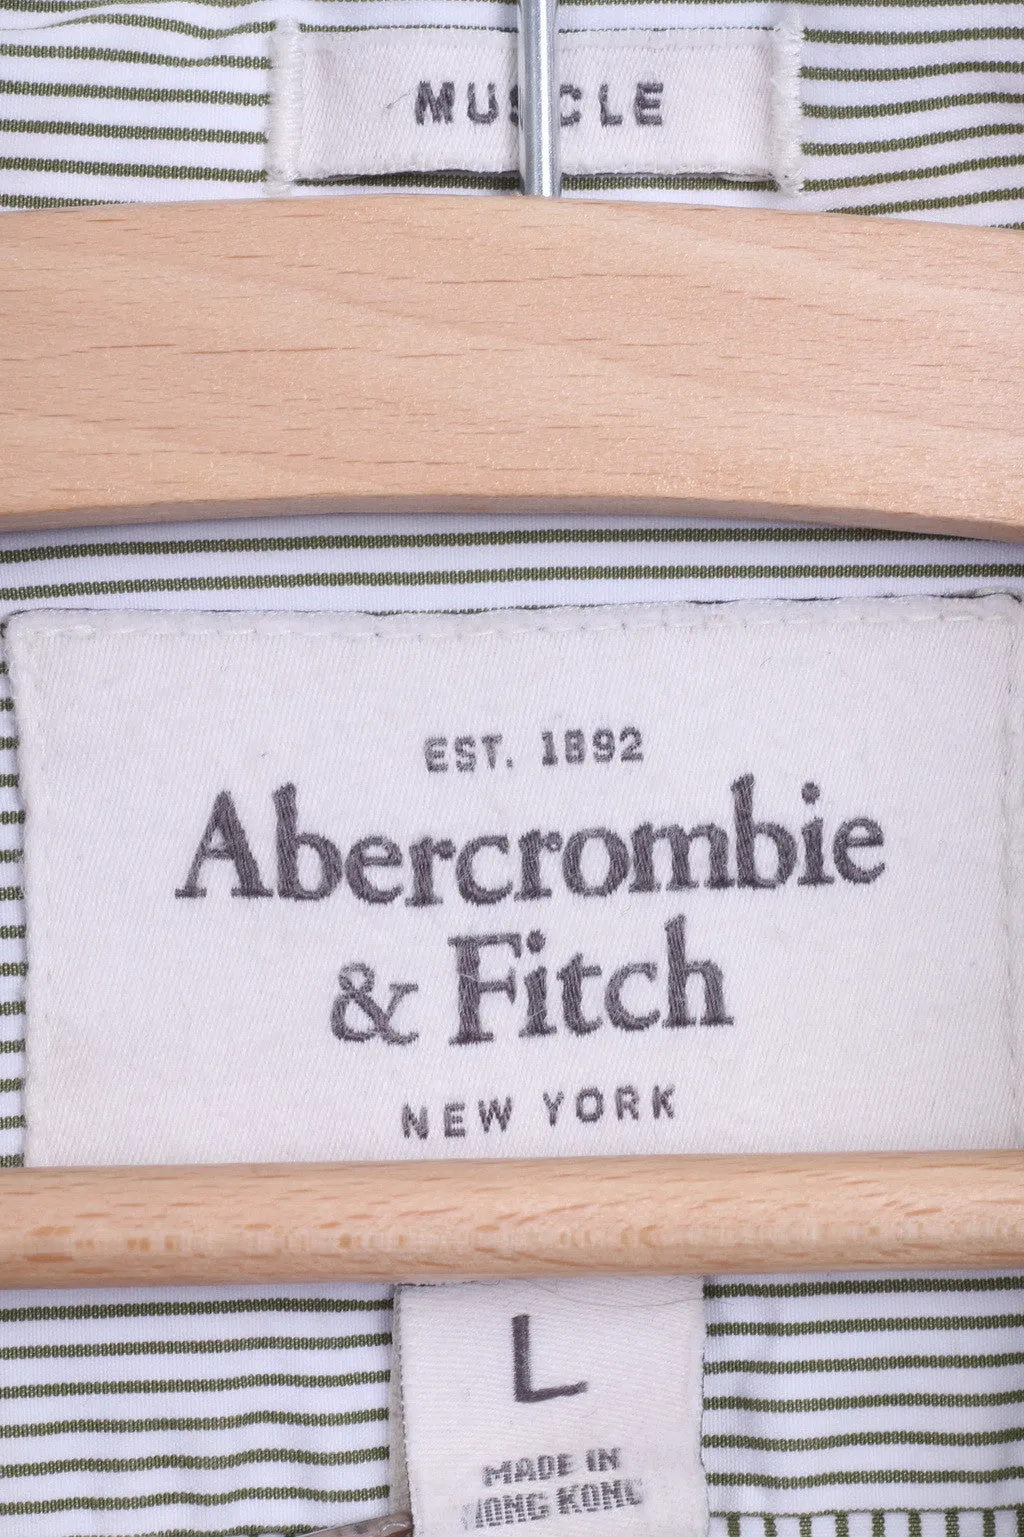 MUSCLE
EST. 1892
Abercrombie
& Fitch
NEW YORK
L
MADE IN
HONG KONG